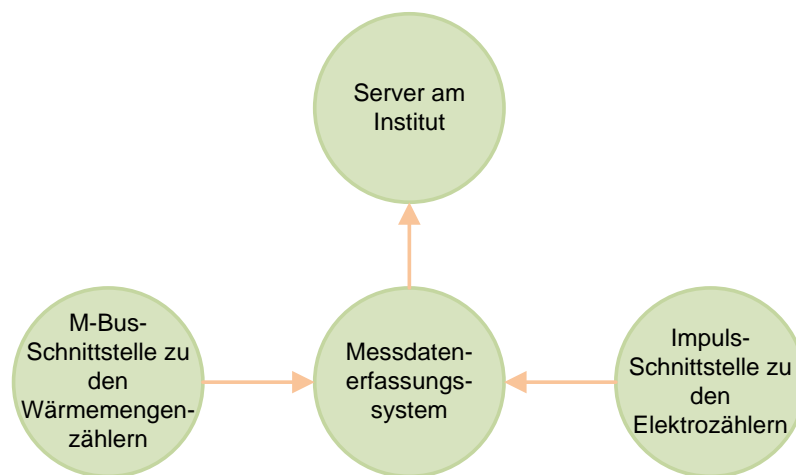 Server am
Institut
M-Bus-
Schnittstelle zu
den
Wärmemengen-
zählern
Messdaten-
erfassungs-
system
Impuls-
Schnittstelle zu
den
Elektrozählern